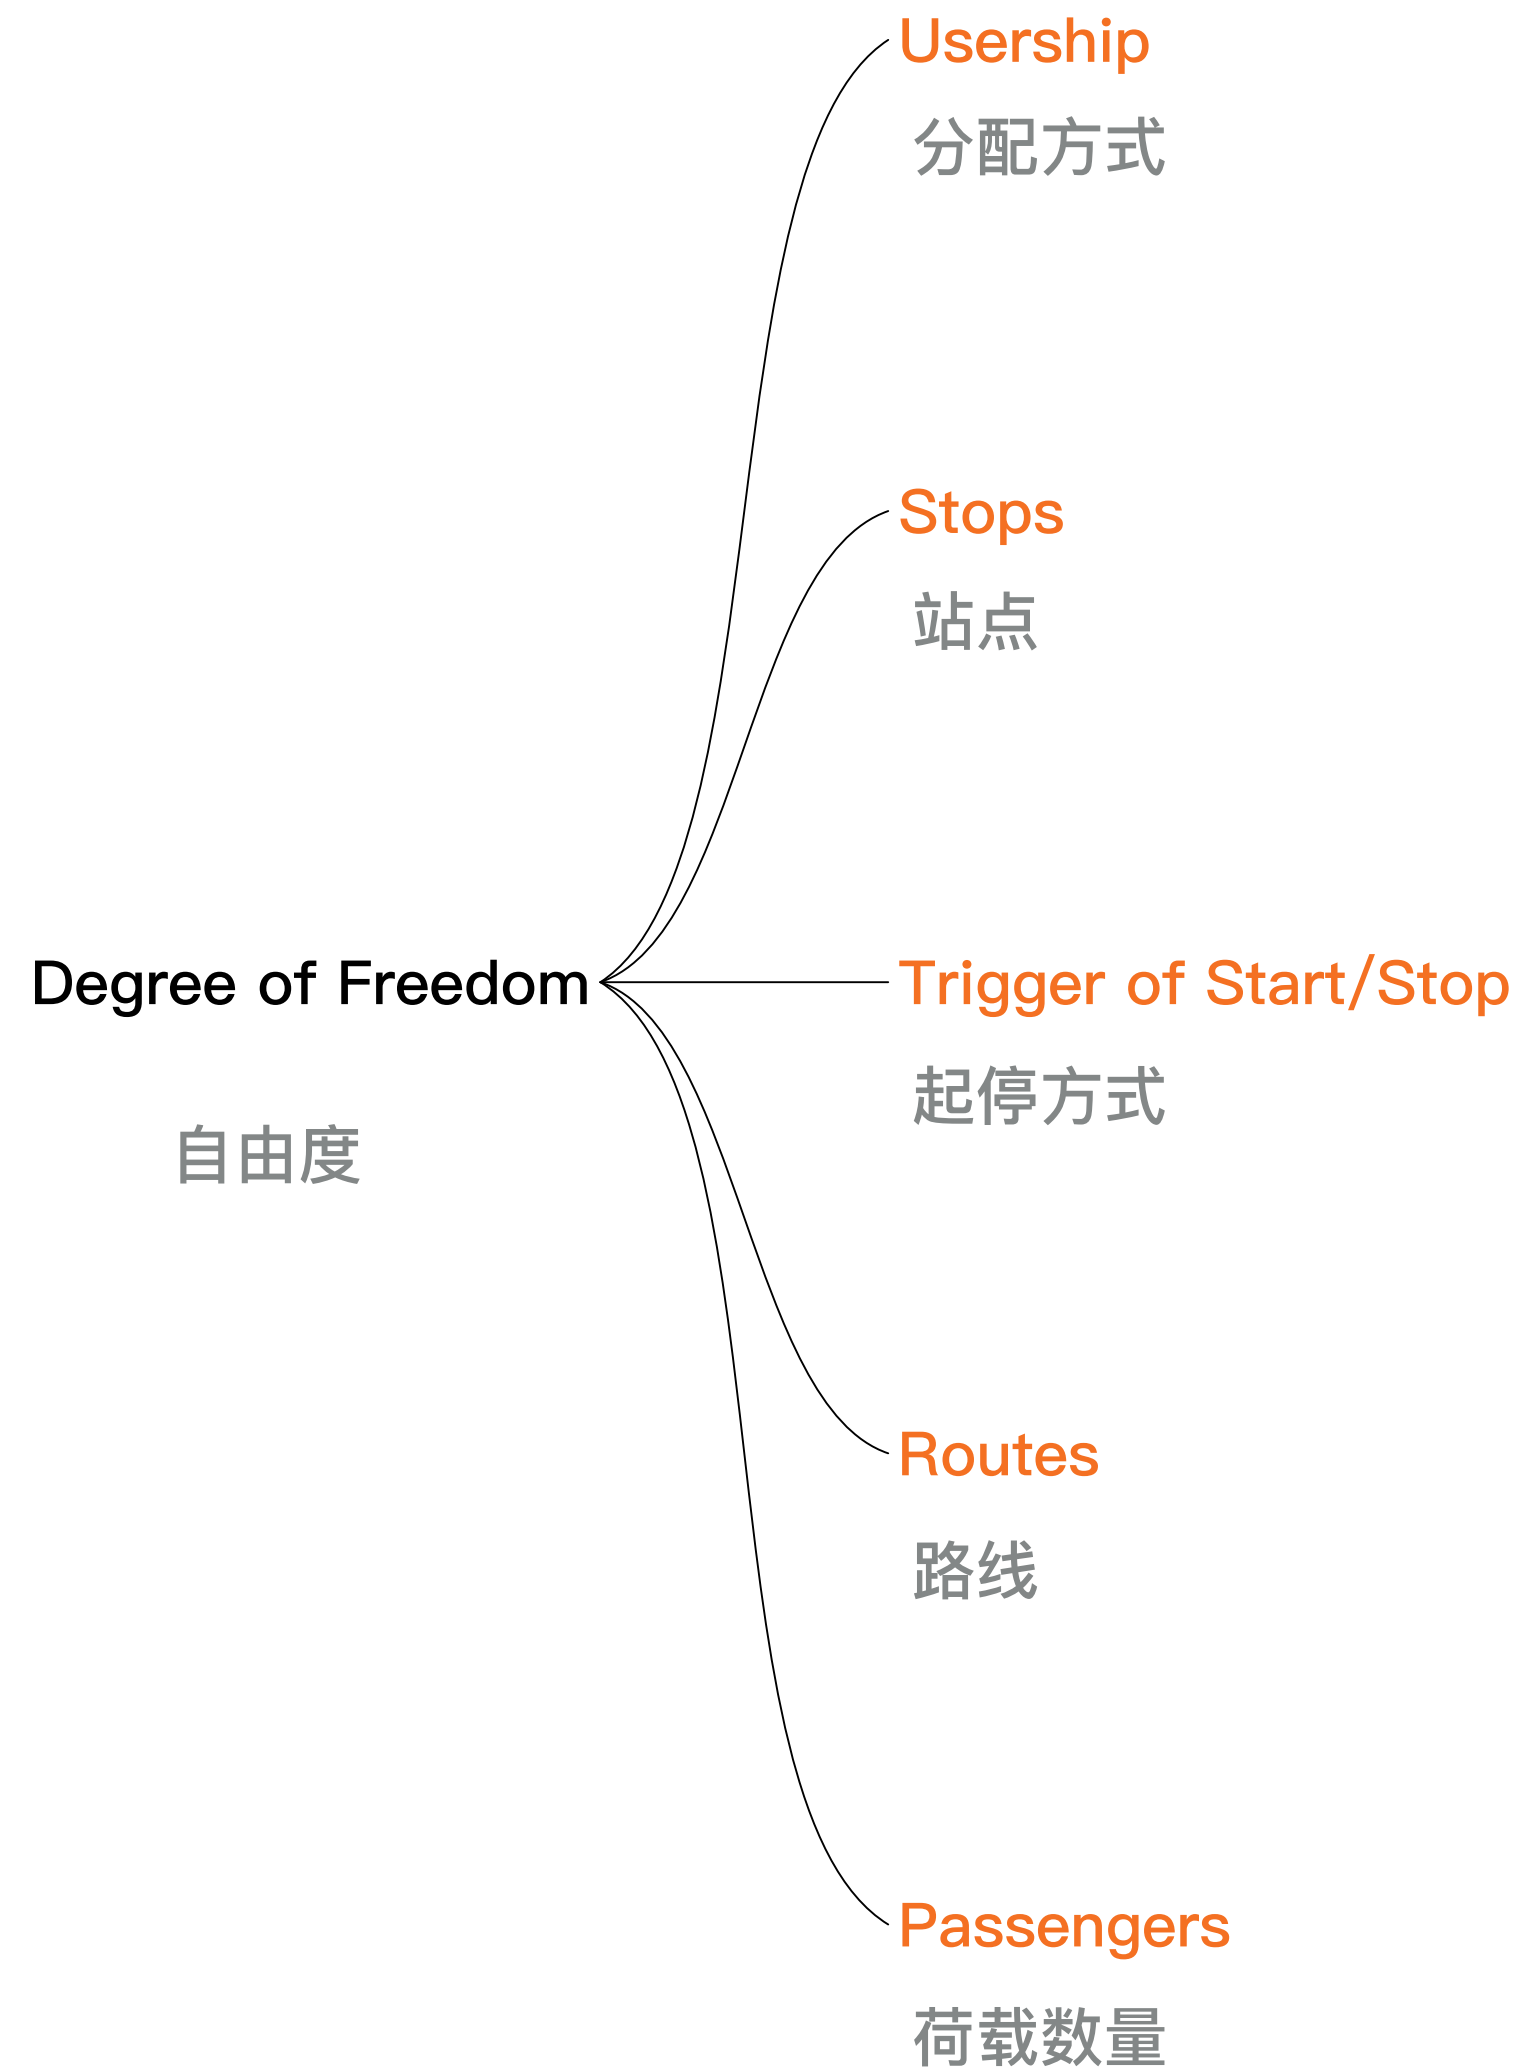 Usership
分配方式
Stops
站点
Degree of Freedom
自由度
Trigger of Start/Stop
起停方式
Routes
路线
Passengers
荷载数量